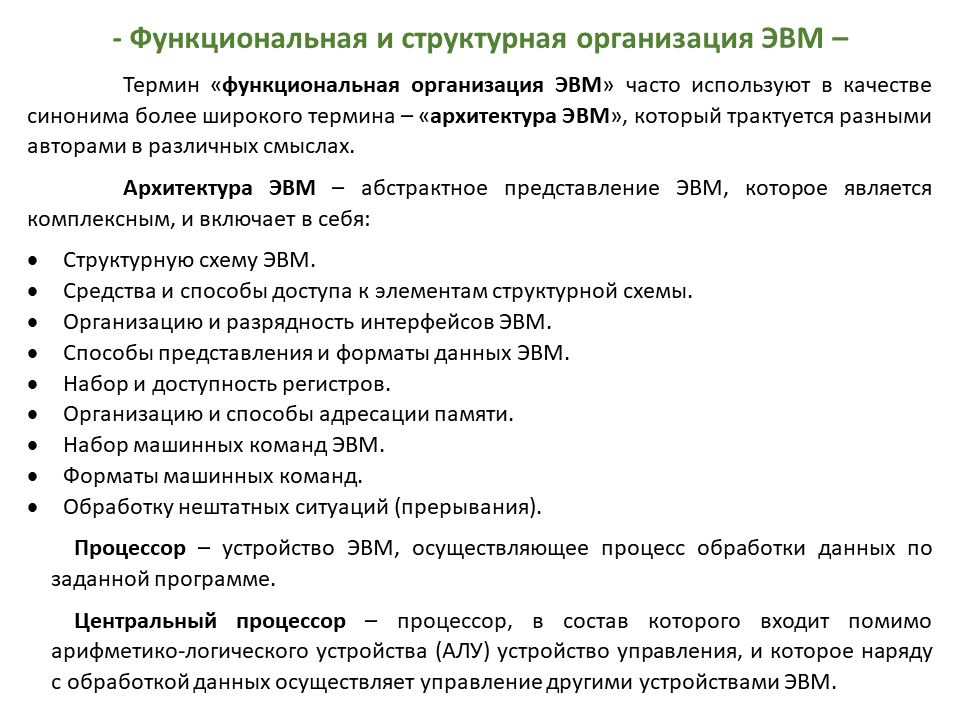 - Функциональная и структурная организация ЭВМ –
Термин «функциональная организация ЭВМ» часто используют в качестве
синонима более широкого термина – «архитектура ЭВМ», который трактуется разными
авторами в различных смыслах.
Архитектура ЭВМ – абстрактное представление ЭВМ, которое является
комплексным, и включает в себя:
• Структурную схему ЭВМ.
• Средства и способы доступа к элементам структурной схемы.
• Организацию и разрядность интерфейсов ЭВМ.
• Способы представления и форматы данных ЭВМ.
• Набор и доступность регистров.
• Организацию и способы адресации памяти.
• Набор машинных команд ЭВМ.
• Форматы машинных команд.
• Обработку нештатных ситуаций (прерывания).
Процессор – устройство ЭВМ, осуществляющее процесс обработки данных по
заданной программе.
Центральный процессор – процессор, в состав которого входит помимо
арифметико-логического устройства (АЛУ) устройство управления, и которое наряду
с обработкой данных осуществляет управление другими устройствами ЭВМ.